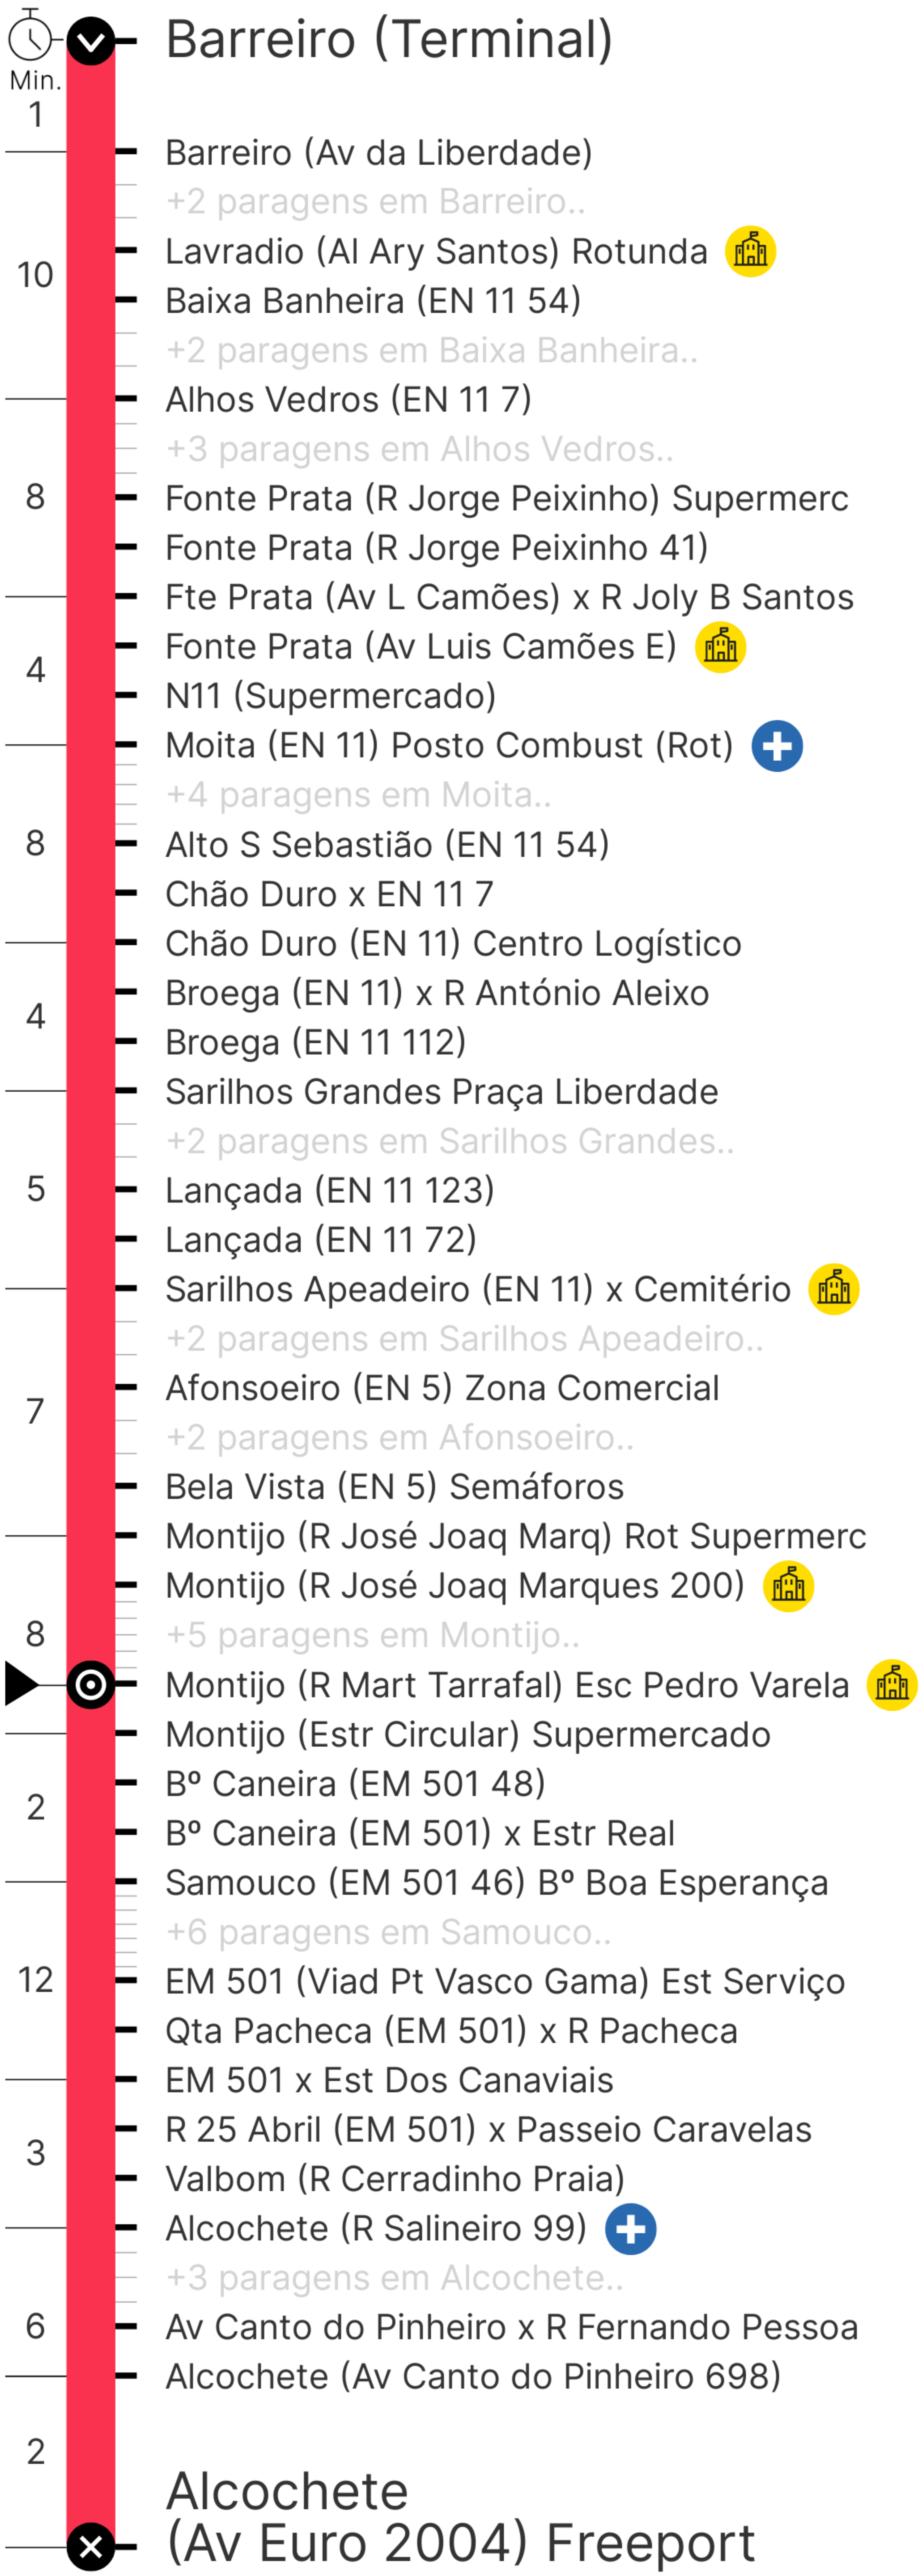 Barreiro (Terminal)
Min.
1
Barreiro (Av da Liberdade)
+2 paragens em Barreiro..
Lavradio (Al Ary Santos) Rotunda
10
Baixa Banheira (EN 11 54)
+2 paragens em Baixa Banheira..
Alhos Vedros (EN 11 7)
+3 paragens em Alhos Vedros..
8
Fonte Prata (R Jorge Peixinho) Supermerc
Fonte Prata (R Jorge Peixinho 41)
Fte Prata (Av L Camões) x R Joly B Santos
Fonte Prata (Av Luis Camões E)
4
N11 (Supermercado)
Moita (EN 11) Posto Combust (Rot)
+4 paragens em Moita..
8
Alto S Sebastião (EN 11 54)
Chão Duro x EN 11 7
Chão Duro (EN 11) Centro Logístico
Broega (EN 11) x R António Aleixo
4
Broega (EN 11 112)
Sarilhos Grandes Praça Liberdade
+2 paragens em Sarilhos Grandes..
5
Lançada (EN 11 123)
Lançada (EN 11 72)
Sarilhos Apeadeiro (EN 11) x Cemitério
+2 paragens em Sarilhos Apeadeiro..
Afonsoeiro (EN 5) Zona Comercial
7
+2 paragens em Afonsoeiro..
Bela Vista (EN 5) Semáforos
Montijo (R José Joaq Marq) Rot Supermerc
Montijo (R José Joaq Marques 200)
8
+5 paragens em Montijo..
Montijo (R Mart Tarrafal) Esc Pedro Varela
Montijo (Estr Circular) Supermercado
Bº Caneira (EM 501 48)
2
Bº Caneira (EM 501) x Estr Real
Samouco (EM 501 46) Bº Boa Esperança
+6 paragens em Samouco..
12
EM 501 (Viad Pt Vasco Gama) Est Serviço
Qta Pacheca (EM 501) x R Pacheca
EM 501 x Est Dos Canaviais
R 25 Abril (EM 501) x Passeio Caravelas
3
Valbom (R Cerradinho Praia)
Alcochete (R Salineiro 99)
+3 paragens em Alcochete..
6
Av Canto do Pinheiro x R Fernando Pessoa
Alcochete (Av Canto do Pinheiro 698)
2
Alcochete
(Av Euro 2004) Freeport